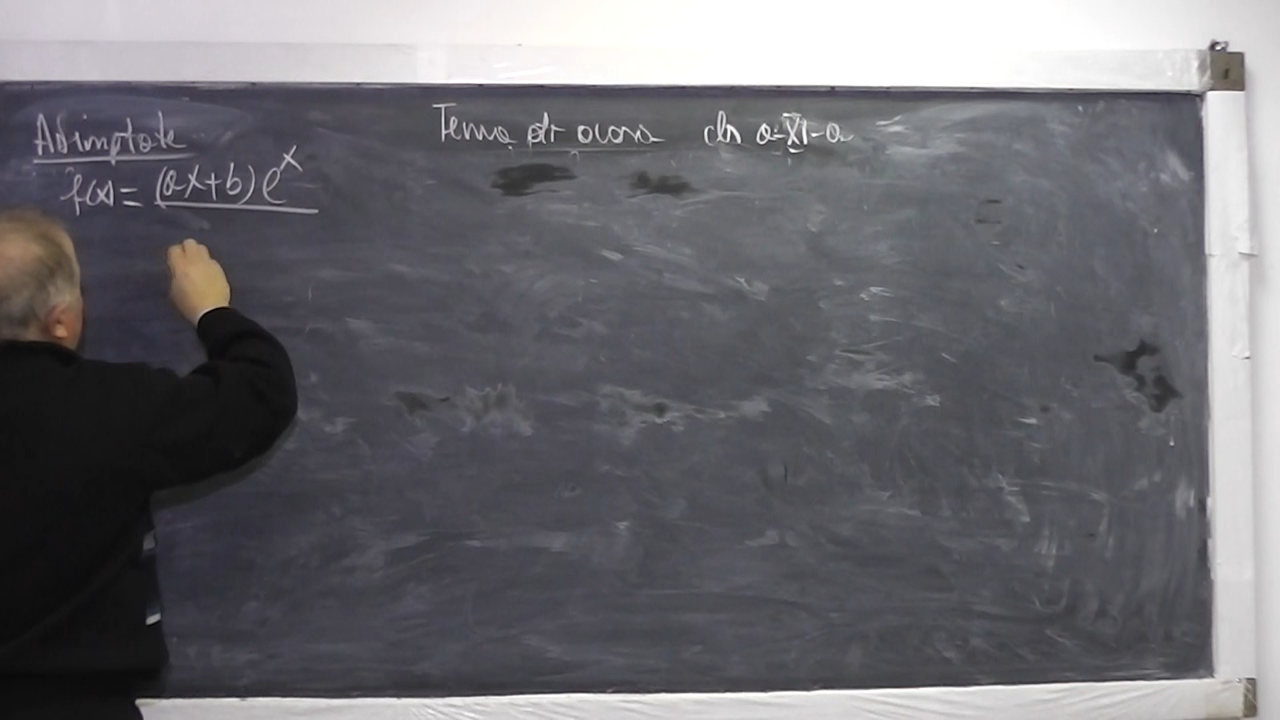 Tema pt acasa cls a-XI-a
Asimptote
f(x) = (ax+b)e^x